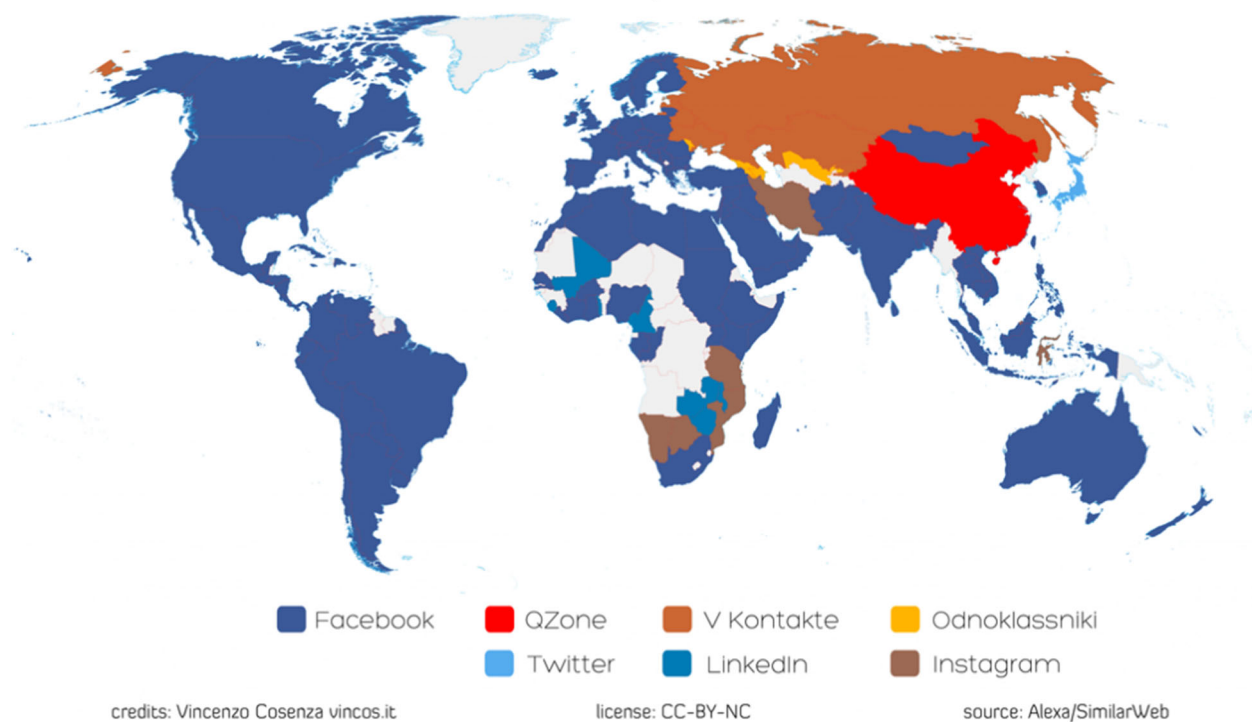 Facebook QZone V Kontakte Odnoklassniki
Twitter LinkedIn Instagram
credits: Vincenzo Cosenza vincos.it license: CC-BY-NC source: Alexa/SimilarWeb